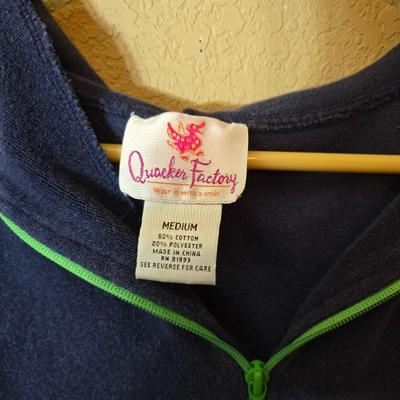 Quacker Factory
Wear it with a smile
MEDIUM
60% COTTON
20% POLYESTER
MADE IN CHINA
RN 81893
SEE REVERSE FOR CARE